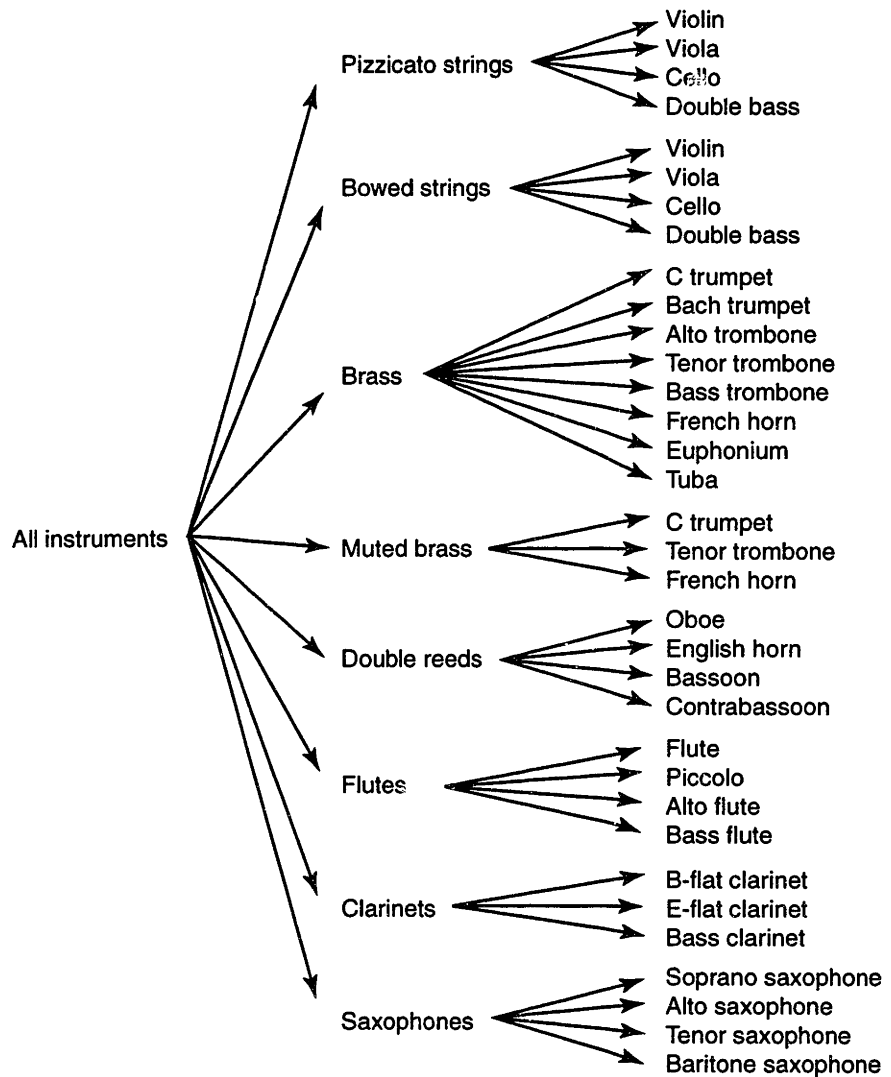 Violin
Viola
Cello
Double bass
Pizzicato strings
Violin
Viola
Cello
Double bass
Bowed strings
C trumpet
Bach trumpet
Alto trombone
Tenor trombone
Bass trombone
French horn
Euphonium
Tuba
Brass
All instruments
C trumpet
Tenor trombone
French horn
Muted brass
Oboe
English horn
Bassoon
Contrabassoon
Double reeds
Flute
Piccolo
Alto flute
Bass flute
Flutes
B-flat clarinet
E-flat clarinet
Bass clarinet
Clarinets
Soprano saxophone
Alto saxophone
Tenor saxophone
Baritone saxophone
Saxophones